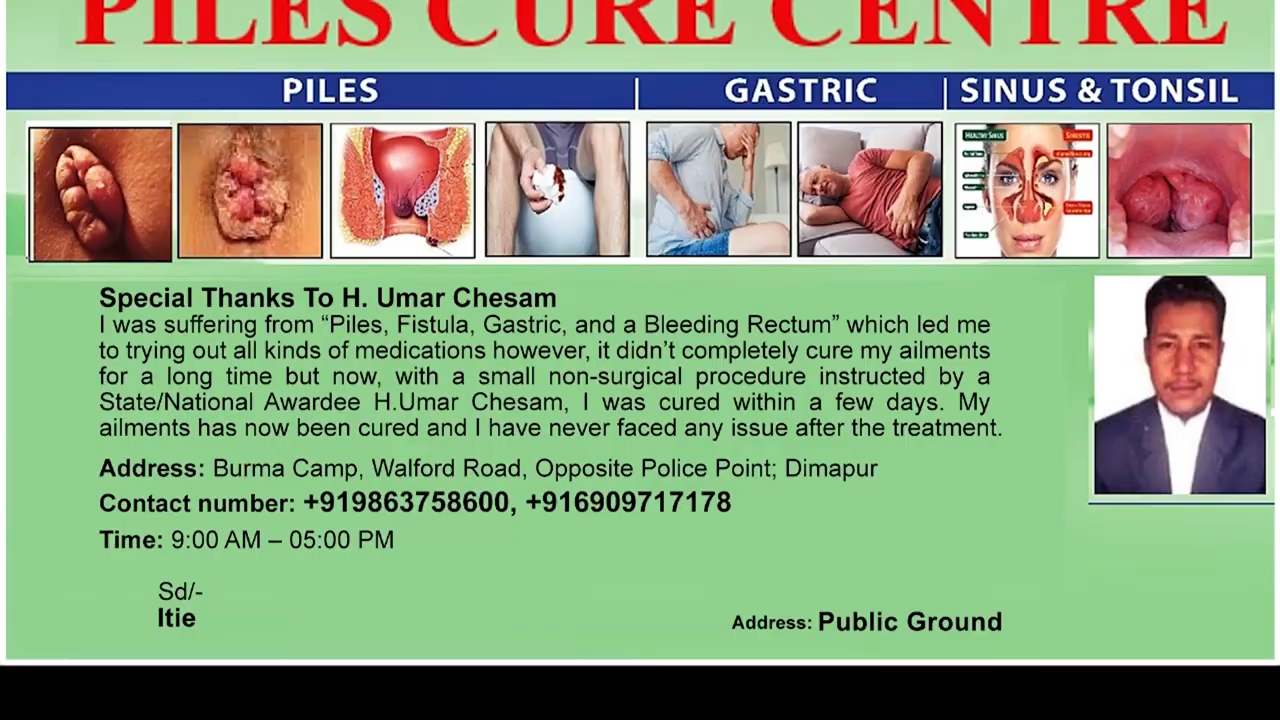 PILES CURE CENTRE
PILES | GASTRIC | SINUS & TONSIL
HEALTHY SINUS
SINUSITIS
Special Thanks To H. Umar Chesam
I was suffering from “Piles, Fistula, Gastric, and a Bleeding Rectum” which led me
to trying out all kinds of medications however, it didn’t completely cure my ailments
for a long time but now, with a small non-surgical procedure instructed by a
State/National Awardee H.Umar Chesam, I was cured within a few days. My
ailments has now been cured and I have never faced any issue after the treatment.
Address: Burma Camp, Walford Road, Opposite Police Point; Dimapur
Contact number: +919863758600, +916909717178
Time: 9:00 AM – 05:00 PM
Sd/-
Itie
Address: Public Ground